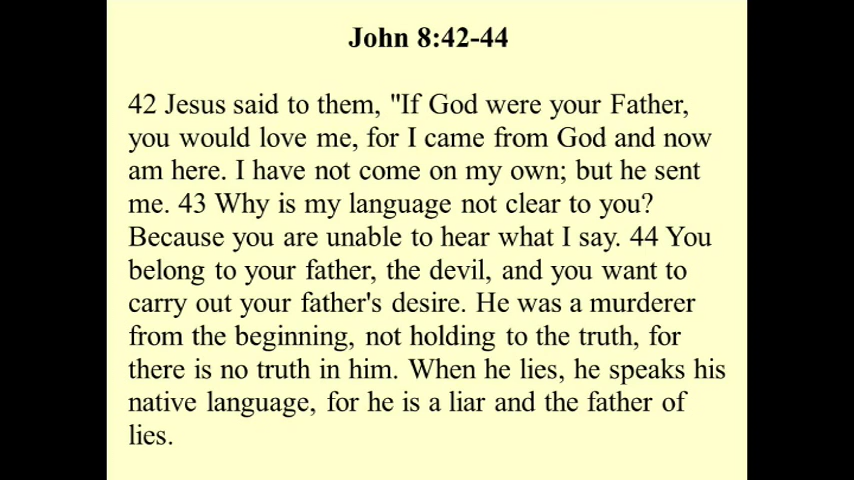 John 8:42-44
42 Jesus said to them, "If God were your Father,
you would love me, for I came from God and now
am here. I have not come on my own; but he sent
me. 43 Why is my language not clear to you?
Because you are unable to hear what I say. 44 You
belong to your father, the devil, and you want to
carry out your father's desire. He was a murderer
from the beginning, not holding to the truth, for
there is no truth in him. When he lies, he speaks his
native language, for he is a liar and the father of
lies.